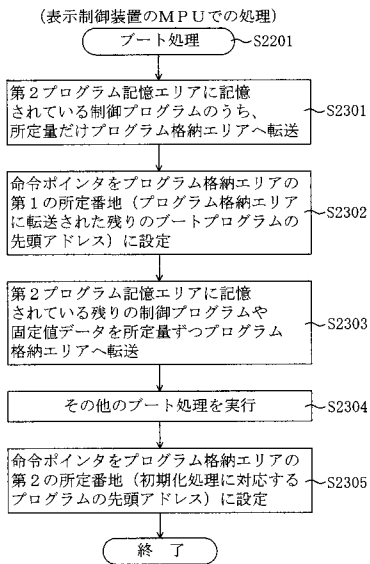 (表示制御装置のMPUでの処理)
ブート処理
S2201
第2プログラム記憶エリアに記憶
されている制御プログラムのうち、
所定量だけプログラム格納エリアへ転送
S2301
命令ポインタをプログラム格納エリアの
第1の所定番地（プログラム格納エリア
に転送された残りのブートプログラムの
先頭アドレス）に設定
S2302
第2プログラム記憶エリアに記憶
されている残りの制御プログラムや
固定値データを所定量ずつプログラム
格納エリアへ転送
S2303
その他のブート処理を実行
S2304
命令ポインタをプログラム格納エリアの
第2の所定番地（初期化処理に対応する
プログラムの先頭アドレス）に設定
S2305
終 了